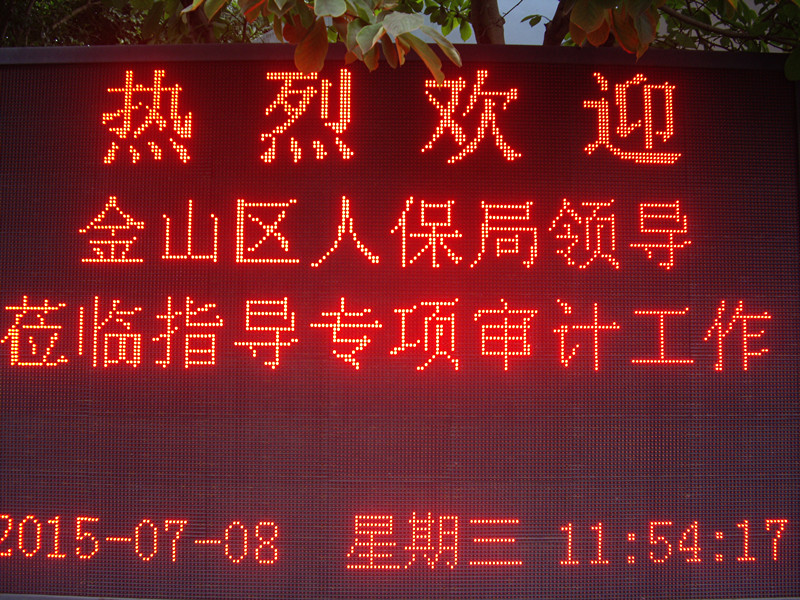 热烈欢迎
金山区人保局领导
莅临指导专项审计工作
2015-07-08 星期三 11:54:17